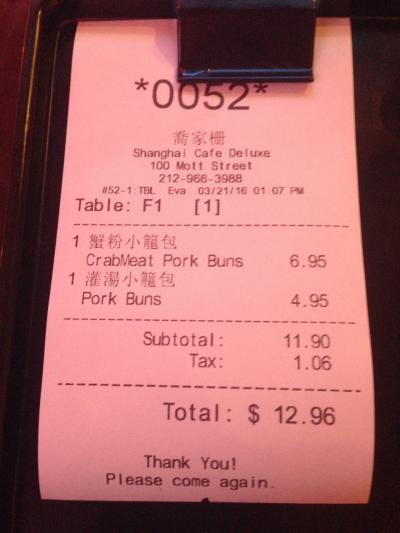 *0052*
喬家柵
Shanghai Cafe Deluxe
100 Mott Street
212-966-3988
#52-1:TBL Eva 03/21/16 01:07 PM
Table: F1 [1]
1 蟹粉小籠包
CrabMeat Pork Buns 6.95
1 灌湯小籠包
Pork Buns 4.95
Subtotal: 11.90
Tax: 1.06
Total: $ 12.96
Thank You!
Please come again.